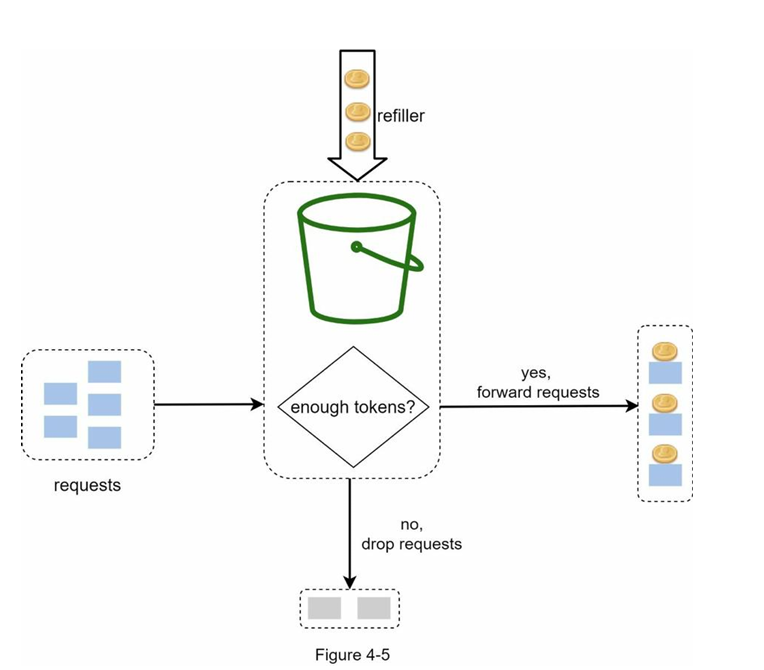 refiller
enough tokens?
yes,
forward requests
requests
no,
drop requests
Figure 4-5